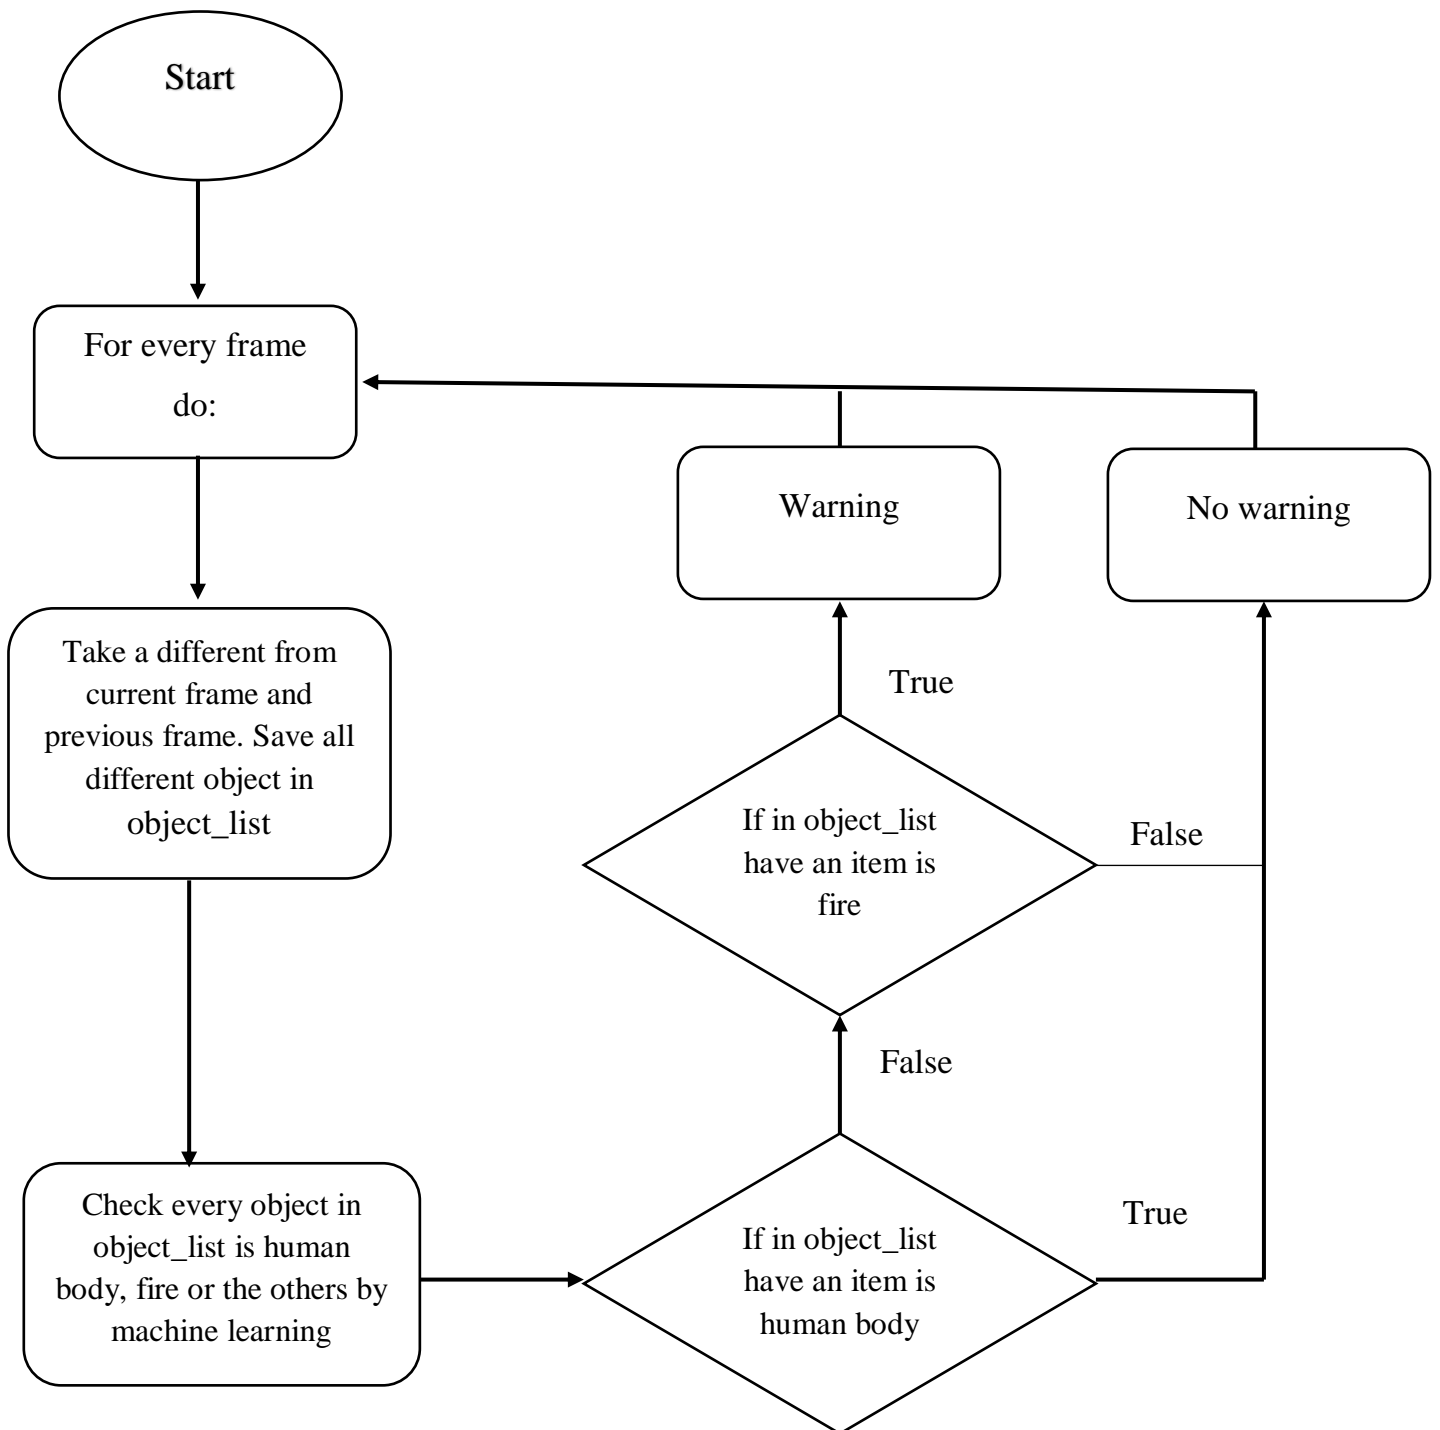 Start
For every frame
do:
Take a different from
current frame and
previous frame. Save all
different object in
object_list
Check every object in
object_list is human
body, fire or the others by
machine learning
If in object_list
have an item is
human body
True
False
If in object_list
have an item is
fire
False
True
Warning
No warning